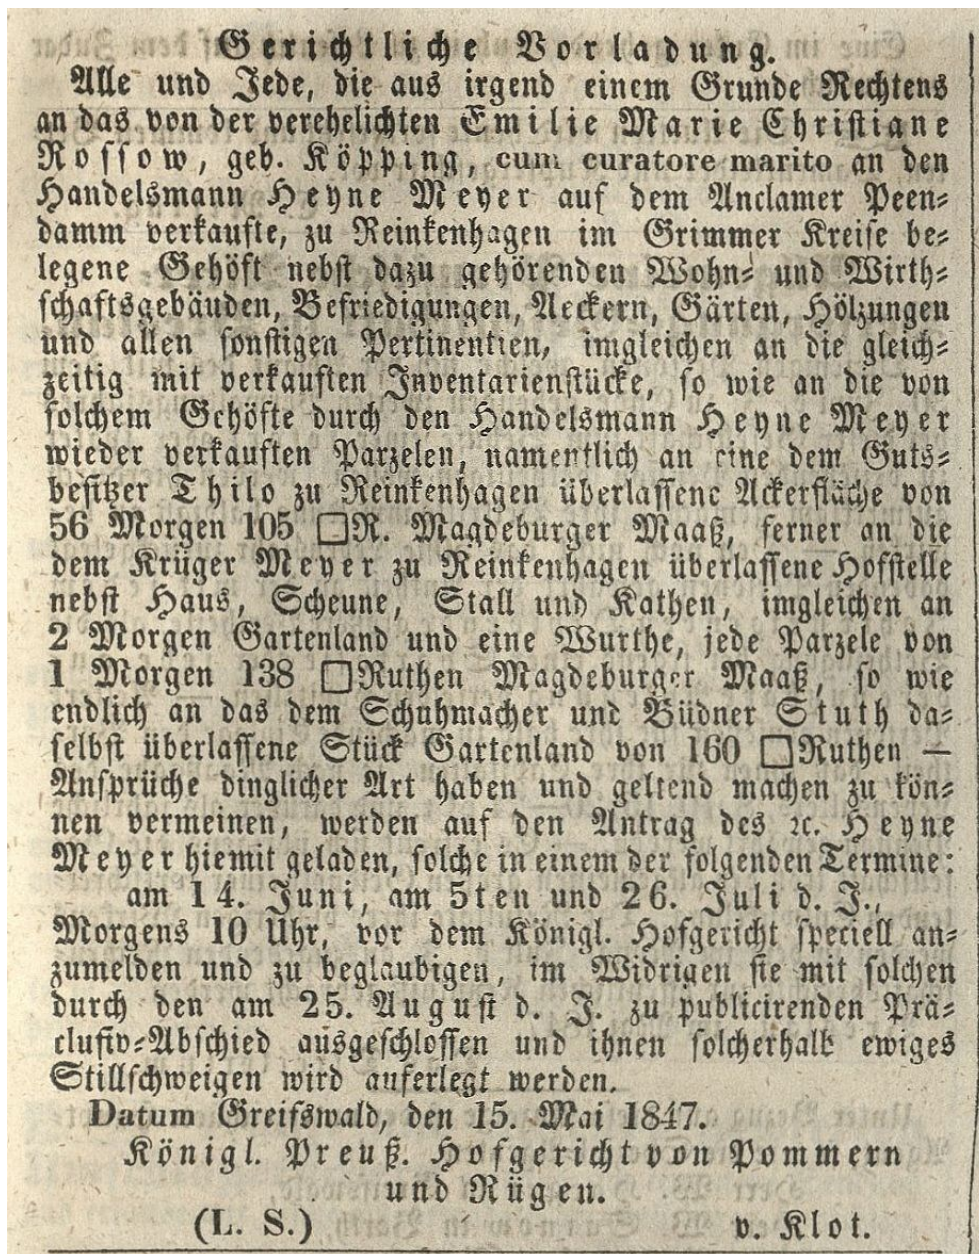 Gerichtliche Vorladung.
Alle und Jede, die aus irgend einem Grunde Rechtens
an das von der verehelichten Emilie Marie Christiane
Rossow, geb. Köpping, cum curatore marito an den
Handelsmann Heyne Meyer auf dem Anclamer Peen-
damm verkaufte, zu Reinkenhagen im Grimmer Kreise be-
legene Gehöft nebst dazu gehörenden Wohn- und Wirth-
schaftsgebäuden, Befriedigungen, Aeckern, Gärten, Hölzungen
und allen sonstigen Pertinentien, imgleichen an die gleich-
zeitig mit verkauften Inventarienstücke, so wie an die von
solchem Gehöfte durch den Handelsmann Heyne Meyer
wieder verkauften Parzelen, namentlich an eine dem Guts-
besitzer Thilo zu Reinkenhagen überlassene Ackerfläche von
56 Morgen 105 □R. Magdeburger Maaß, ferner an die
dem Krüger Meyer zu Reinkenhagen überlassene Hofstelle
nebst Haus, Scheune, Stall und Kathen, imgleichen an
2 Morgen Gartenland und eine Wurthe, jede Parzele von
1 Morgen 138 □Ruthen Magdeburger Maaß, so wie
endlich an das dem Schuhmacher und Büdner Stuth da-
selbst überlassene Stück Gartenland von 160 □Ruthen —
Ansprüche dinglicher Art haben und geltend machen zu kön-
nen vermeinen, werden auf den Antrag des ꝛc. Heyne
Meyer hiemit geladen, solche in einem der folgenden Termine:
am 14. Juni, am 5ten und 26. Juli d. J.,
Morgens 10 Uhr, vor dem Königl. Hofgericht speciell an-
zumelden und zu beglaubigen, im Widrigen sie mit solchen
durch den am 25. August d. J. zu publicirenden Prä-
clusiv-Abschied ausgeschlossen und ihnen solcherhalb ewiges
Stillschweigen wird auferlegt werden.
Datum Greifswald, den 15. Mai 1847.
Königl. Preuß. Hofgericht von Pommern
und Rügen.
(L. S.) v. Klot.